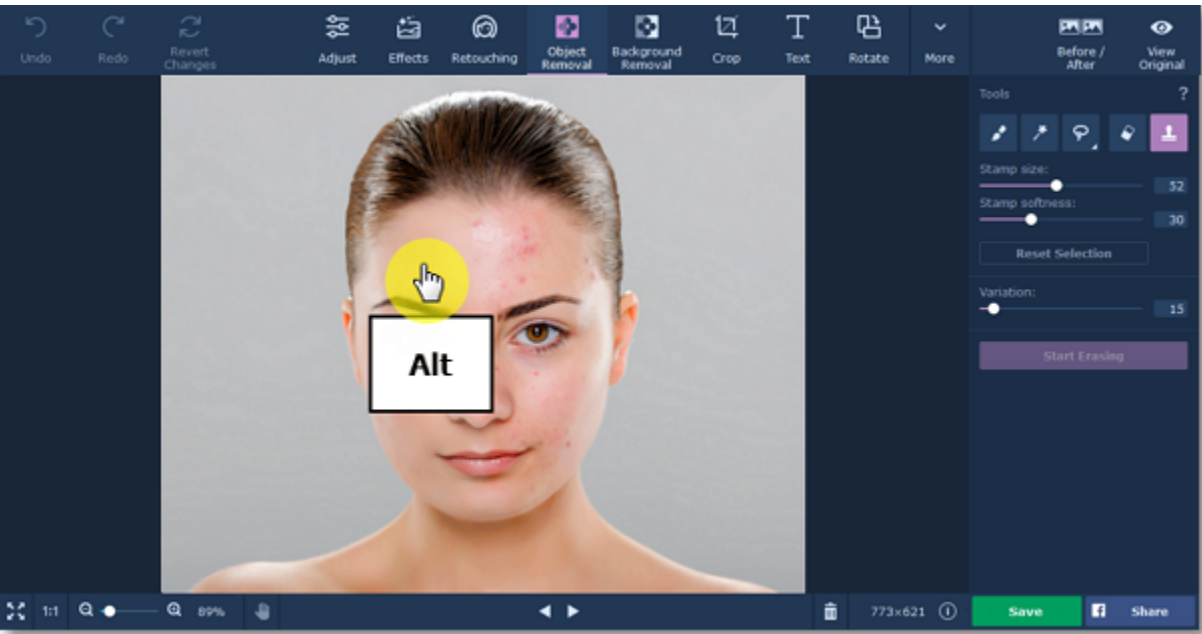 Undo
Redo
Revert
Changes
Adjust
Effects
Retouching
Object
Removal
Background
Removal
Crop
Text
Rotate
More
Before /
After
View
Original
Tools
?
Stamp size:
52
Stamp softness:
30
Reset Selection
Variation:
15
Start Erasing
Alt
1:1
89%
773×621
Save
Share